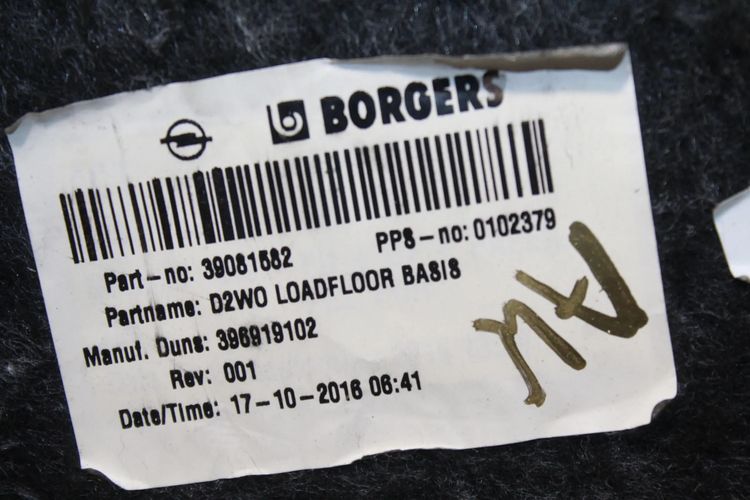 BORGERS
Part-no: 39081582
PPS-no: 0102379
Partname: D2WO LOADFLOOR BASIS
Manuf. Duns: 396919102
Rev: 001
Date/Time: 17-10-2016 06:41